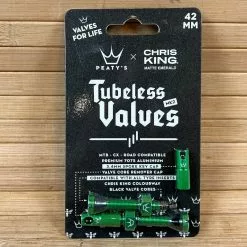 VALVES
FOR LIFE
42
MM
PEATY'S
X
CHRIS
KING
MATTE EMERALD
Tubeless
MK2
Valves
MTB - CX - ROAD COMPATIBLE
PREMIUM 7075 ALUMINIUM
3.4MM SPOKE KEY CAP
VALVE CORE REMOVER CAP
COMPATIBLE WITH ALL TYRE INSERTS
CHRIS KING COLOURWAY
BLACK VALVE CORES